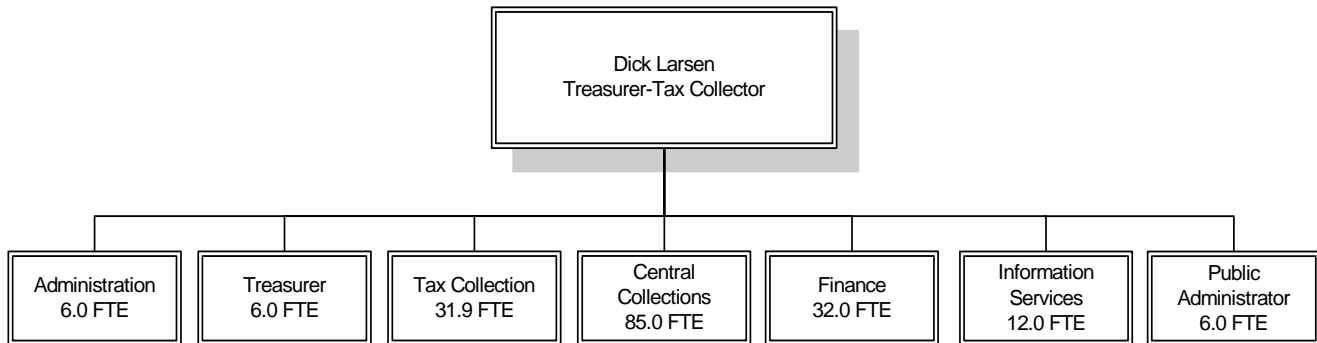 Dick Larsen
Treasurer-Tax Collector
Administration
6.0 FTE
Treasurer
6.0 FTE
Tax Collection
31.9 FTE
Central
Collections
85.0 FTE
Finance
32.0 FTE
Information
Services
12.0 FTE
Public
Administrator
6.0 FTE